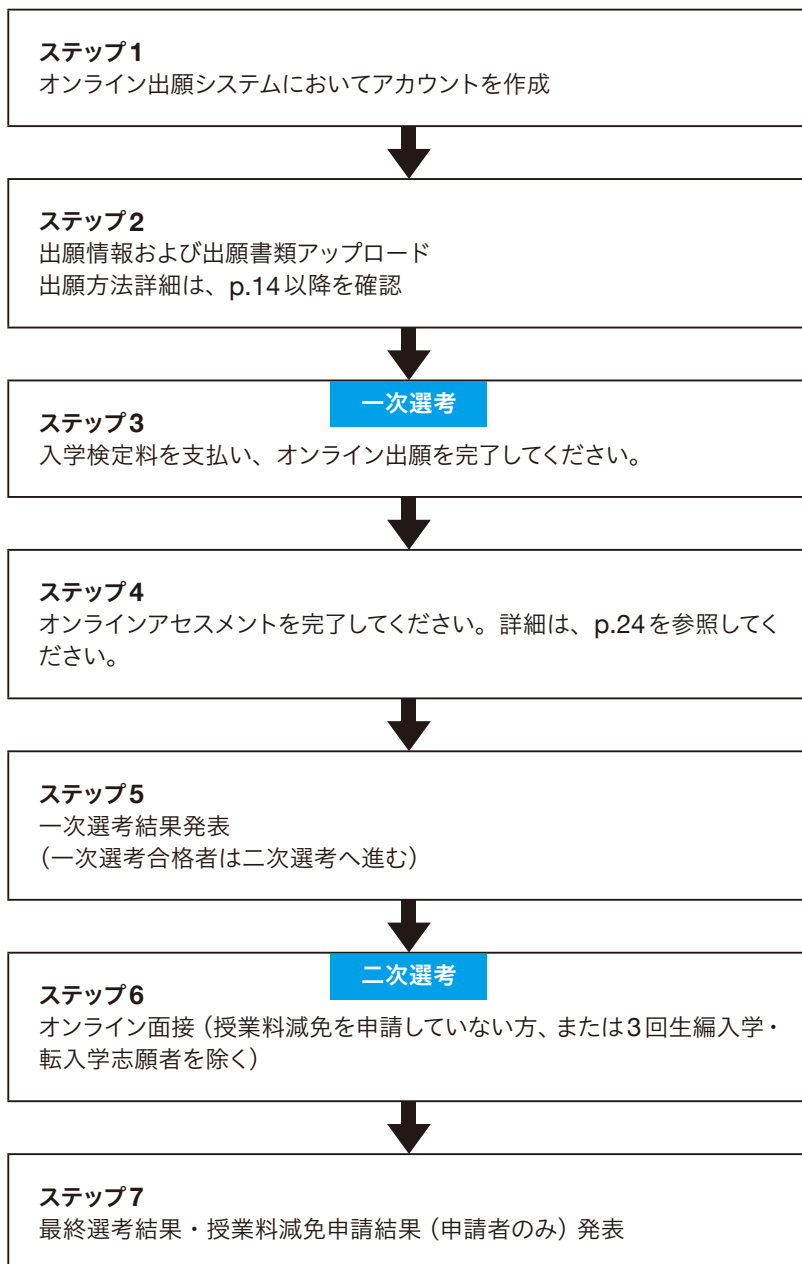 ステップ1
オンライン出願システムにおいてアカウントを作成
ステップ2
出願情報および出願書類アップロード
出願方法詳細は、p.14以降を確認
一次選考
ステップ3
入学検定料を支払い、オンライン出願を完了してください。
ステップ4
オンラインアセスメントを完了してください。詳細は、p.24を参照してく
ださい。
ステップ5
一次選考結果発表
（一次選考合格者は二次選考へ進む）
二次選考
ステップ6
オンライン面接（授業料減免を申請していない方、または3回生編入学・
転入学志願者を除く）
ステップ7
最終選考結果・授業料減免申請結果（申請者のみ）発表